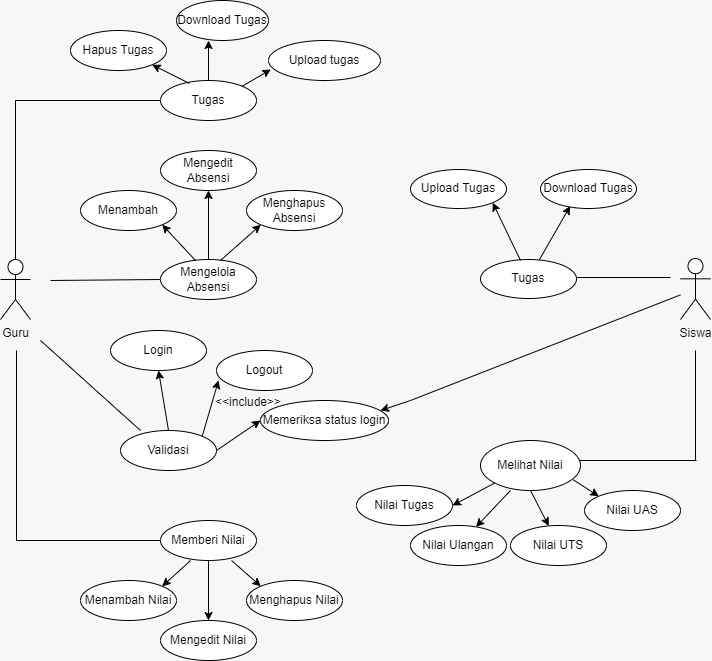 Download Tugas
Hapus Tugas
Upload tugas
Tugas
Mengedit
Absensi
Menambah
Menghapus
Absensi
Mengelola
Absensi
Upload Tugas
Download Tugas
Tugas
Guru
Siswa
Login
Logout
<<include>>
Memeriksa status login
Validasi
Melihat Nilai
Nilai Tugas
Nilai UAS
Nilai Ulangan
Nilai UTS
Memberi Nilai
Menambah Nilai
Menghapus Nilai
Mengedit Nilai